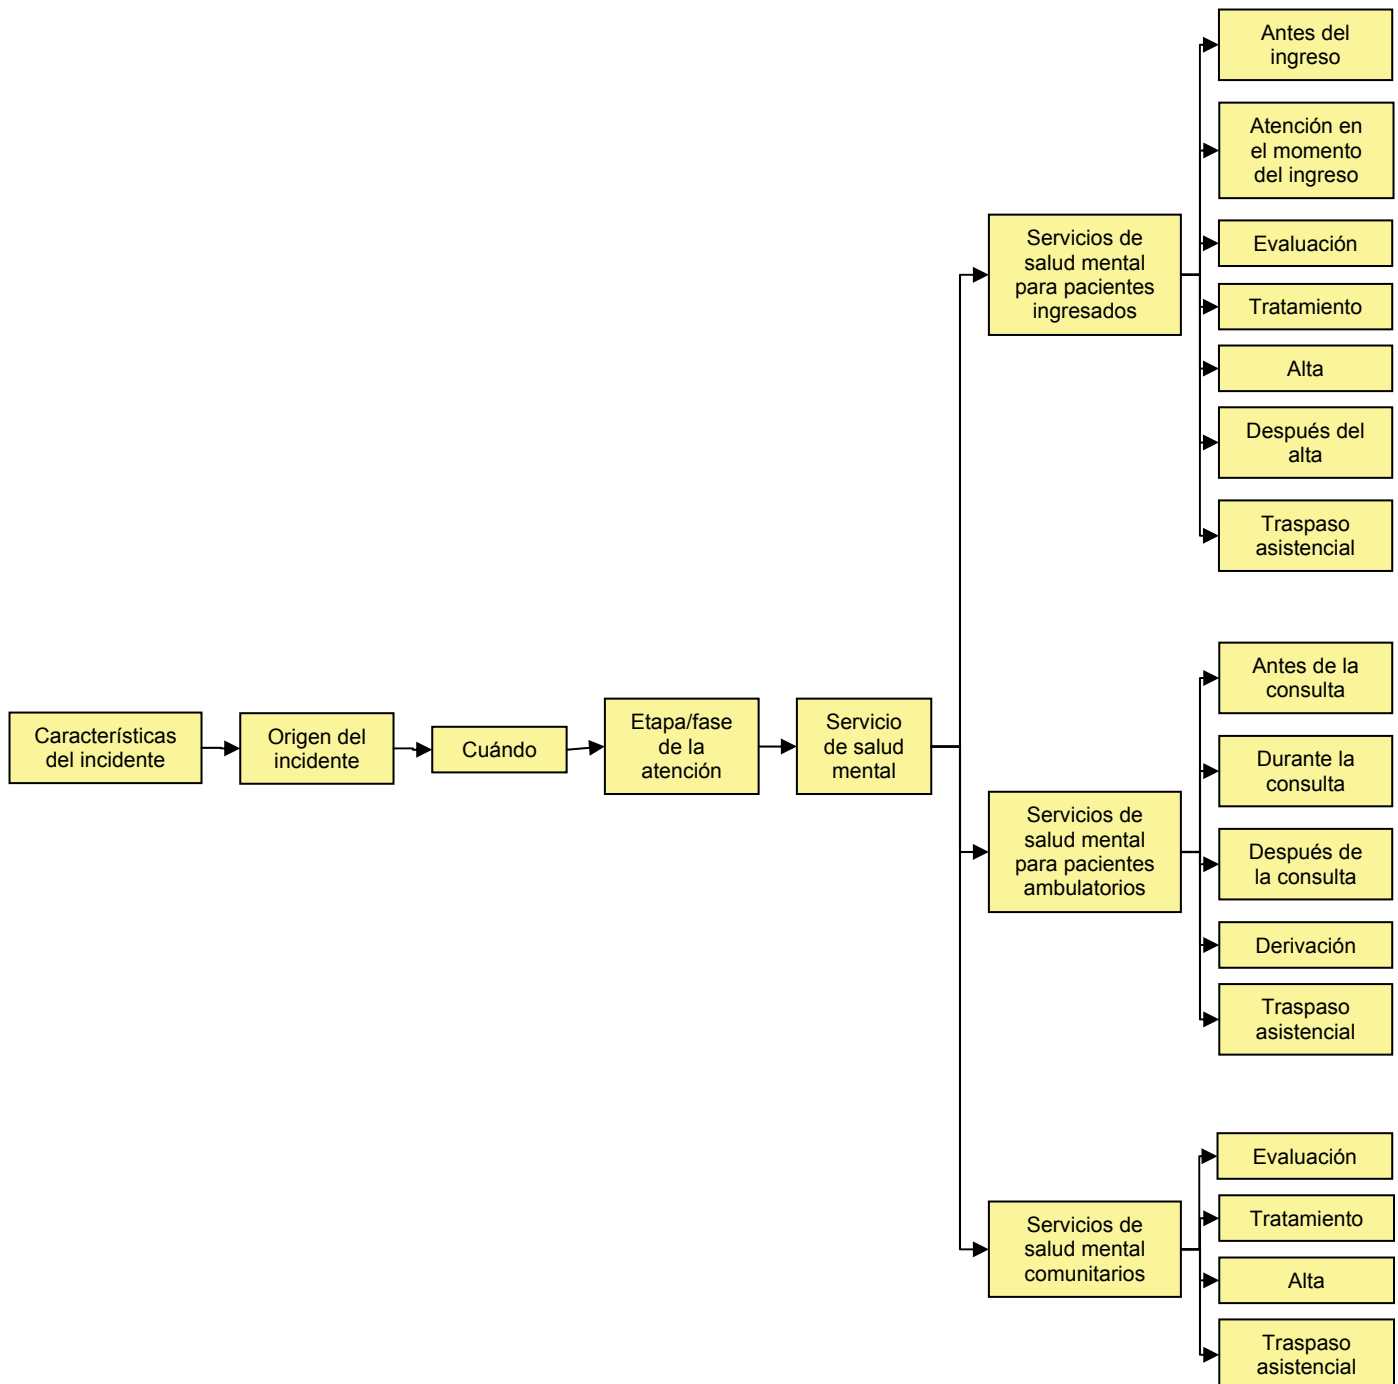 Características
del incidente
Origen del
incidente
Cuándo
Etapa/fase
de la
atención
Servicio
de salud
mental
Servicios de
salud mental
para pacientes
ingresados
Antes del
ingreso
Atención en
el momento
del ingreso
Evaluación
Tratamiento
Alta
Después del
alta
Traspaso
asistencial
Servicios de
salud mental
para pacientes
ambulatorios
Antes de la
consulta
Durante la
consulta
Después de
la consulta
Derivación
Traspaso
asistencial
Servicios de
salud mental
comunitarios
Evaluación
Tratamiento
Alta
Traspaso
asistencial